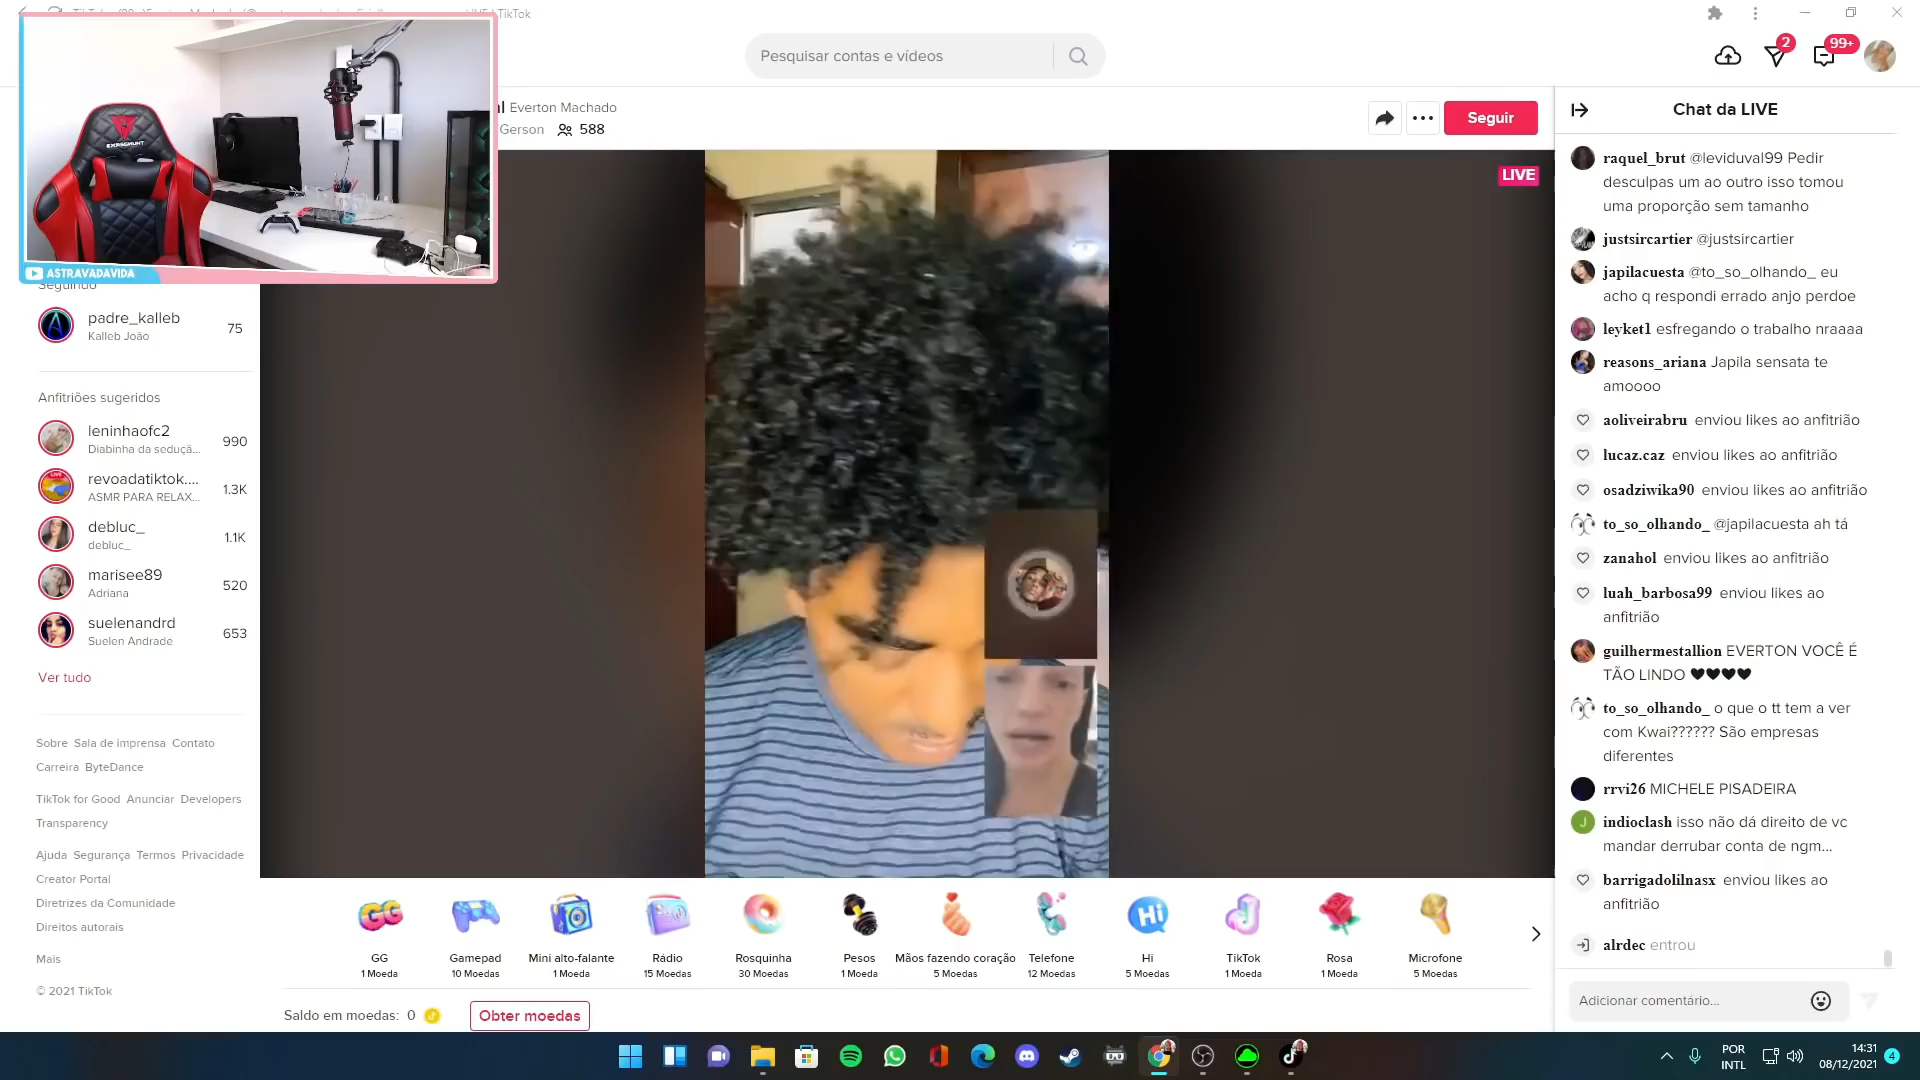 LIVE | TikTok
Pesquisar contas e vídeos
2
99+
ASTRAVADAVIDA
Everton Machado
Gerson 588
Seguir
Chat da LIVE
LIVE
Seguindo
padre_kalleb
Kalleb João
75
Anfitriões sugeridos
leninhaofc2
Diabinha da seduçã...
990
revoadatiktok....
ASMR PARA RELAX...
1.3K
debluc_
debluc_
1.1K
marisee89
Adriana
520
suelenandrd
Suelen Andrade
653
Ver tudo
Sobre Sala de imprensa Contato
Carreira ByteDance
TikTok for Good Anunciar Developers
Transparency
Ajuda Segurança Termos Privacidade
Creator Portal
Diretrizes da Comunidade
Direitos autorais
Mais
© 2021 TikTok
GG
1 Moeda
Gamepad
10 Moedas
Mini alto-falante
1 Moeda
Rádio
15 Moedas
Rosquinha
30 Moedas
Pesos
1 Moeda
Mãos fazendo coração
5 Moedas
Telefone
12 Moedas
Hi
5 Moedas
TikTok
1 Moeda
Rosa
1 Moeda
Microfone
5 Moedas
Saldo em moedas: 0
Obter moedas
raquel_brut @leviduval99 Pedir
desculpas um ao outro isso tomou
uma proporção sem tamanho
justsircartier @justsircartier
japilacuesta @to_so_olhando_ eu
acho q respondi errado anjo perdoe
leyket1 esfregando o trabalho nraaaa
reasons_ariana Japila sensata te
amoooo
aoliveirabru enviou likes ao anfitrião
lucaz.caz enviou likes ao anfitrião
osadziwika90 enviou likes ao anfitrião
to_so_olhando_ @japilacuesta ah tá
zanahol enviou likes ao anfitrião
luah_barbosa99 enviou likes ao
anfitrião
guilhermestallion EVERTON VOCÊ É
TÃO LINDO 🖤🖤🖤🖤
to_so_olhando_ o que o tt tem a ver
com Kwai?????? São empresas
diferentes
rrvi26 MICHELE PISADEIRA
indioclash isso não dá direito de vc
mandar derrubar conta de ngm...
barrigadolilnasx enviou likes ao
anfitrião
alrdec entrou
Adicionar comentário...
POR
INTL
14:31
08/12/2021
4